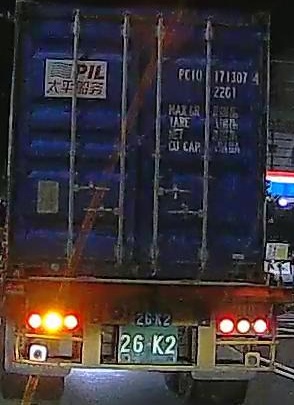 PIL
太平船务
PCIU 171307 4
22G1
MAX.GR
TARE
NET
CU.CAP.
26-K2
26 K2